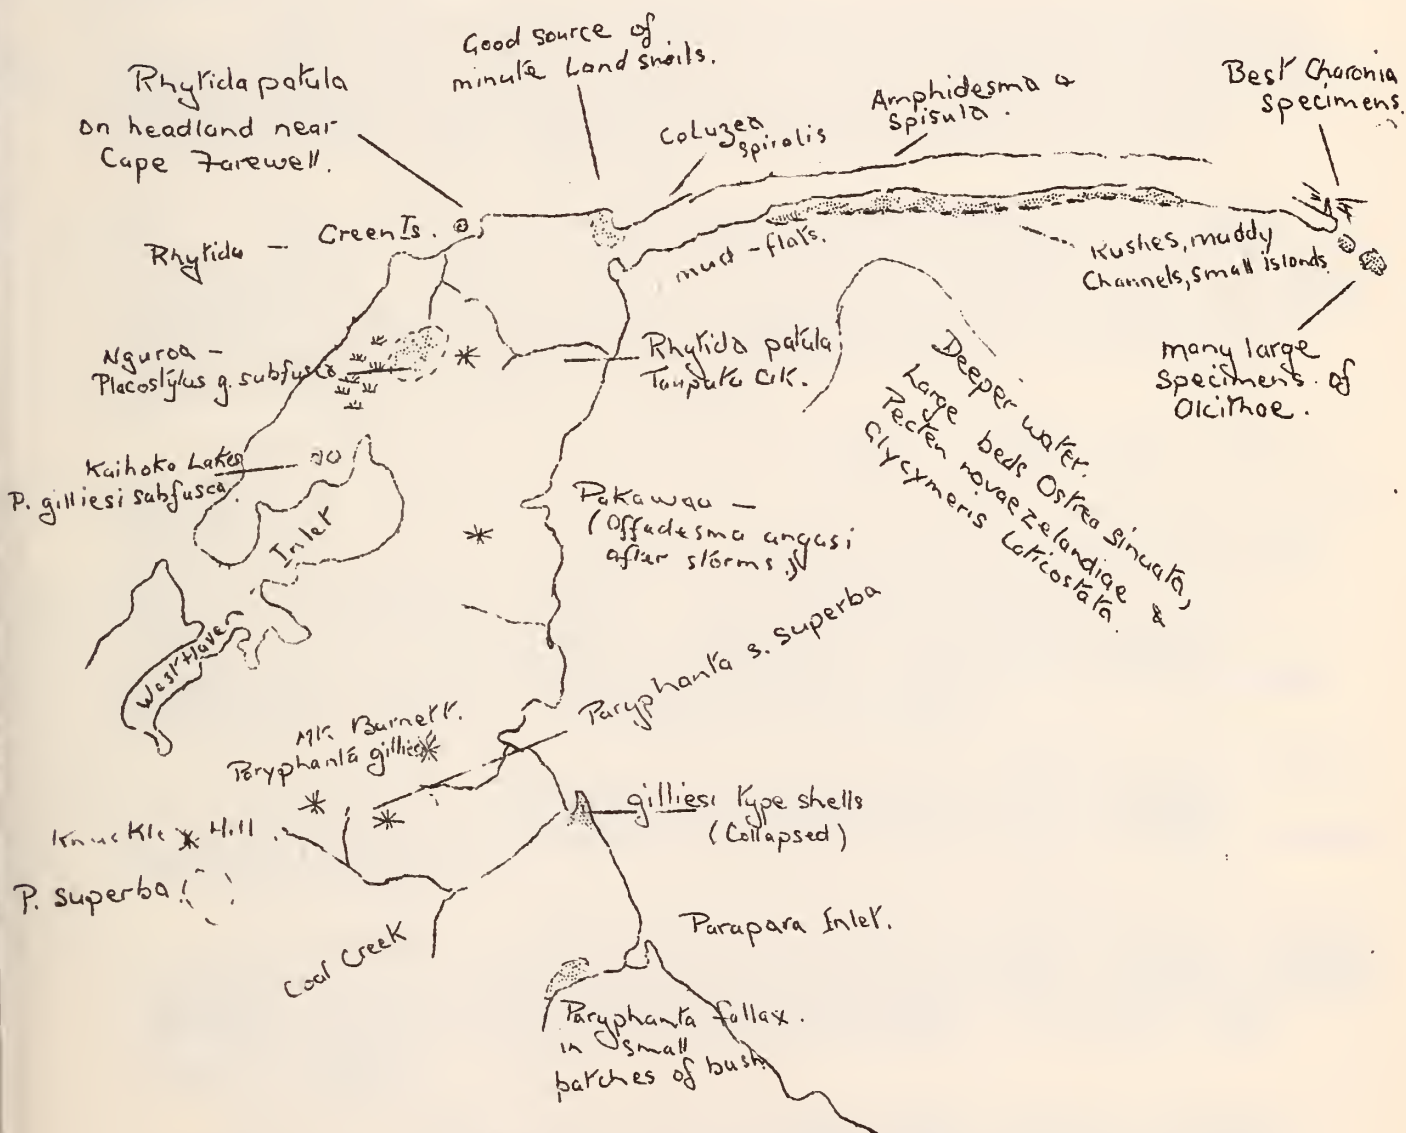 Good source of
minute Land snails.
Rhytida patula
on headland near
Cape Farewell.
Coluzea
spiralis
Amphidesma &
Spisula.
Best Charonia
Specimens.
Rhytida - Green Is.
mud-flats.
Rushes, muddy
Channels, small islands
Nguroa -
Placostylus g. subfusca
Rhytida patula
Taupata Ck.
many large
Specimens of
Alcithoe.
Deeper water.
Large beds Ostrea Sinuata,
Pecten novaezelandiae &
Glycymeris Laticostata.
Kaihoka Lakes
P. gilliesi subfusca.
Pakawau -
(Offadesma angasi
after storms.)
Inlet
West Haven
Paryphanta s. superba
Mt. Burnett.
Paryphanta gilliesi
gilliesi type shells
(Collapsed)
Knuckle Hill.
P. superba!
Coal Creek
Parapara Inlet.
Paryphanta fallax.
in small
patches of bush